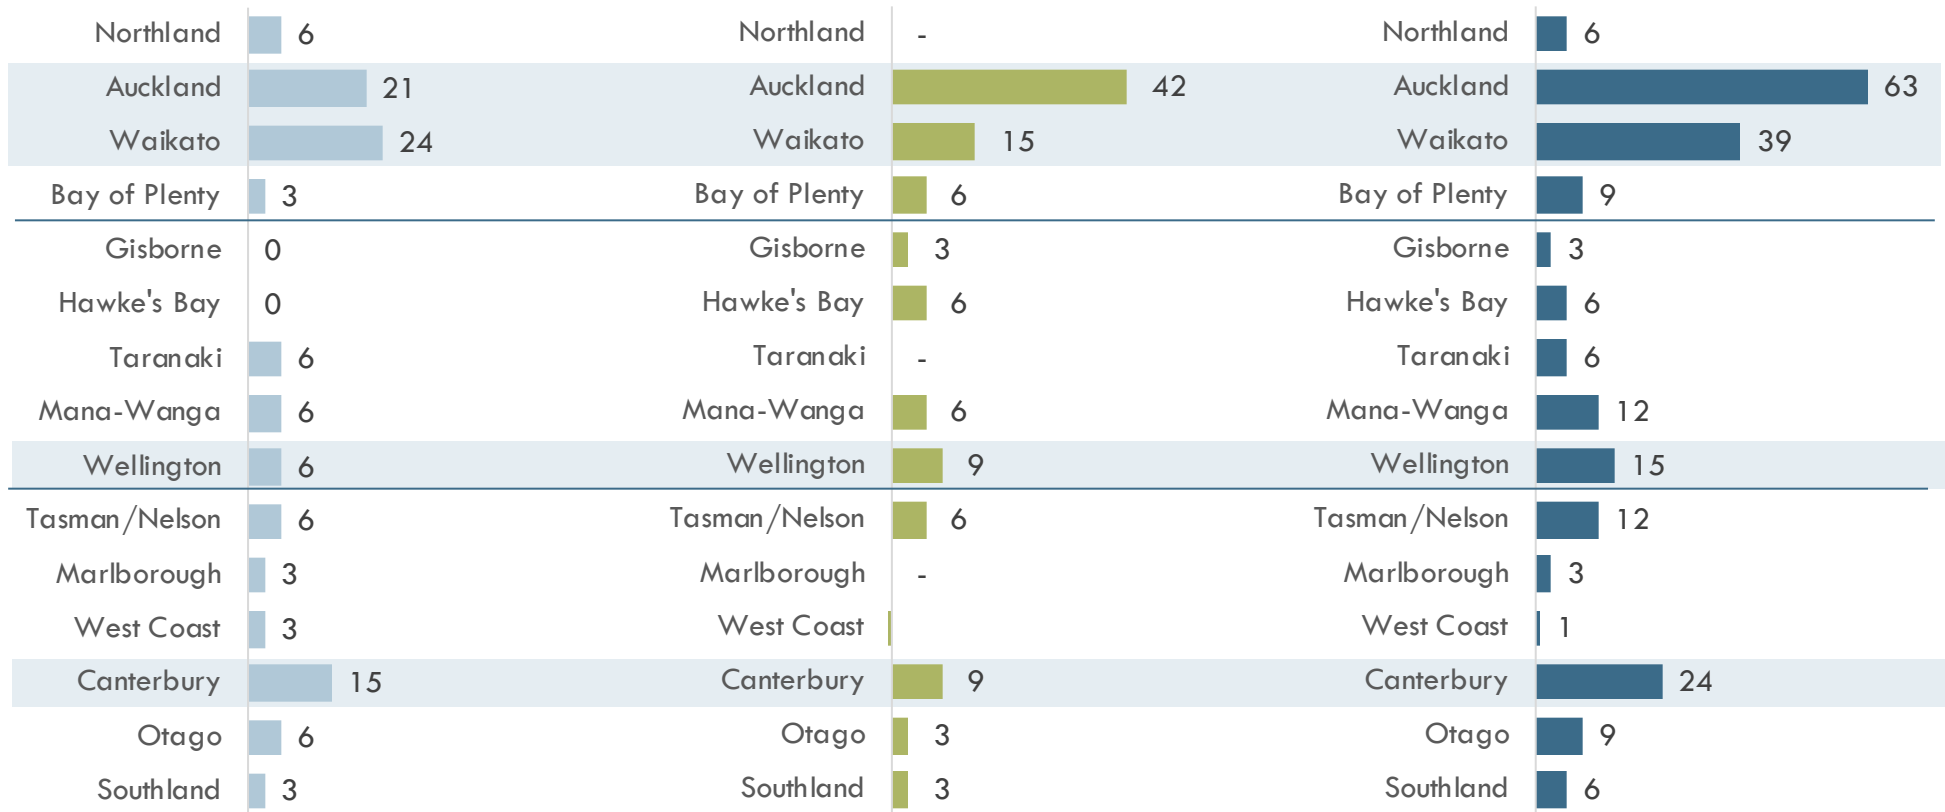 Northland 6 Northland - Northland 6
Auckland 21 Auckland 42 Auckland 63
Waikato 24 Waikato 15 Waikato 39
Bay of Plenty 3 Bay of Plenty 6 Bay of Plenty 9
Gisborne 0 Gisborne 3 Gisborne 3
Hawke's Bay 0 Hawke's Bay 6 Hawke's Bay 6
Taranaki 6 Taranaki - Taranaki 6
Mana-Wanga 6 Mana-Wanga 6 Mana-Wanga 12
Wellington 6 Wellington 9 Wellington 15
Tasman/Nelson 6 Tasman/Nelson 6 Tasman/Nelson 12
Marlborough 3 Marlborough - Marlborough 3
West Coast 3 West Coast West Coast 1
Canterbury 15 Canterbury 9 Canterbury 24
Otago 6 Otago 3 Otago 9
Southland 3 Southland 3 Southland 6